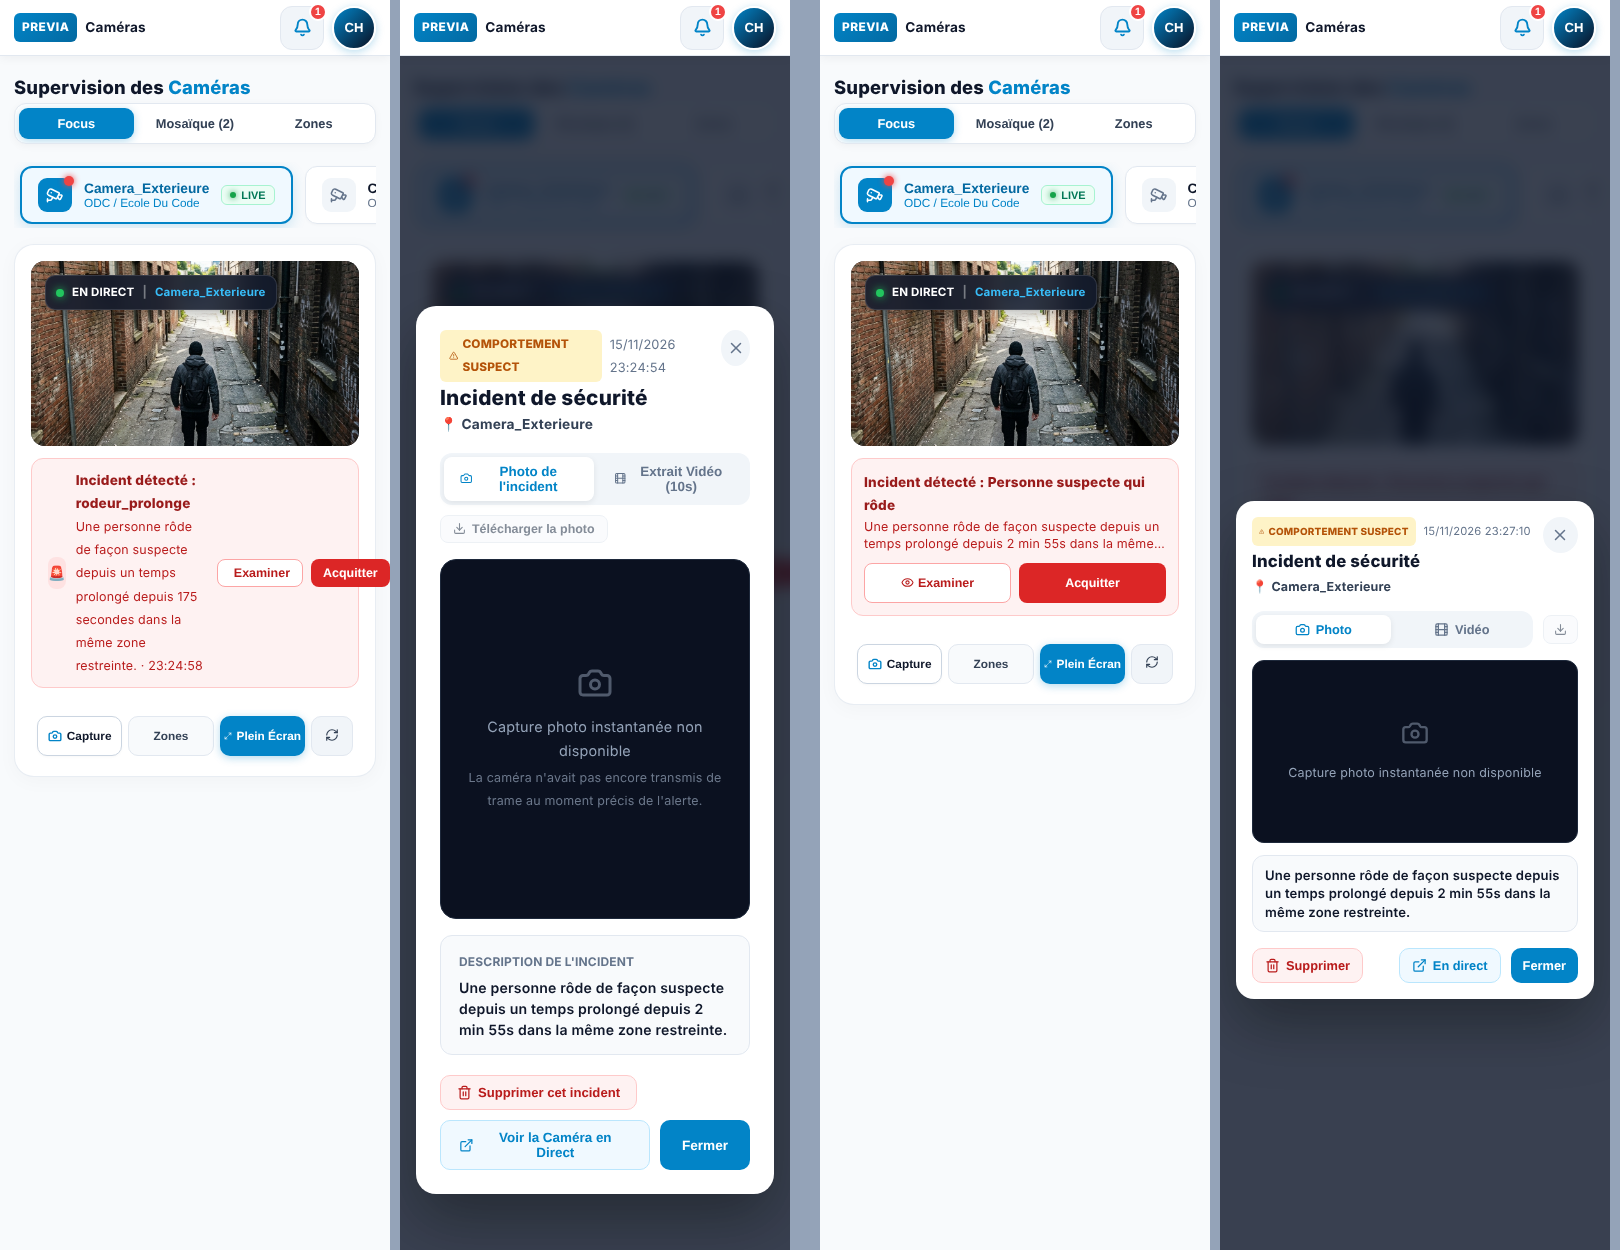 PREVIA Caméras 1 CH
Supervision des Caméras
Focus Mosaïque (2) Zones
Camera_Exterieure
ODC / Ecole Du Code
LIVE
C
O
EN DIRECT | Camera_Exterieure
Incident détecté :
rodeur_prolonge
Une personne rôde
de façon suspecte
depuis un temps
prolongé depuis 175
secondes dans la
même zone
restreinte. · 23:24:58
Examiner
Acquitter
Capture Zones Plein Écran
PREVIA Caméras 1 CH
COMPORTEMENT
SUSPECT
15/11/2026
23:24:54
Incident de sécurité
Camera_Exterieure
Photo de
l'incident
Extrait Vidéo
(10s)
Télécharger la photo
Capture photo instantanée non
disponible
La caméra n'avait pas encore transmis de
trame au moment précis de l'alerte.
DESCRIPTION DE L'INCIDENT
Une personne rôde de façon suspecte
depuis un temps prolongé depuis 2
min 55s dans la même zone restreinte.
Supprimer cet incident
Voir la Caméra en
Direct
Fermer
PREVIA Caméras 1 CH
Supervision des Caméras
Focus Mosaïque (2) Zones
Camera_Exterieure
ODC / Ecole Du Code
LIVE
C
O
EN DIRECT | Camera_Exterieure
Incident détecté : Personne suspecte qui
rôde
Une personne rôde de façon suspecte depuis un
temps prolongé depuis 2 min 55s dans la même...
Examiner Acquitter
Capture Zones Plein Écran
PREVIA Caméras 1 CH
COMPORTEMENT SUSPECT 15/11/2026 23:27:10
Incident de sécurité
Camera_Exterieure
Photo Vidéo
Capture photo instantanée non disponible
Une personne rôde de façon suspecte depuis
un temps prolongé depuis 2 min 55s dans la
même zone restreinte.
Supprimer En direct Fermer